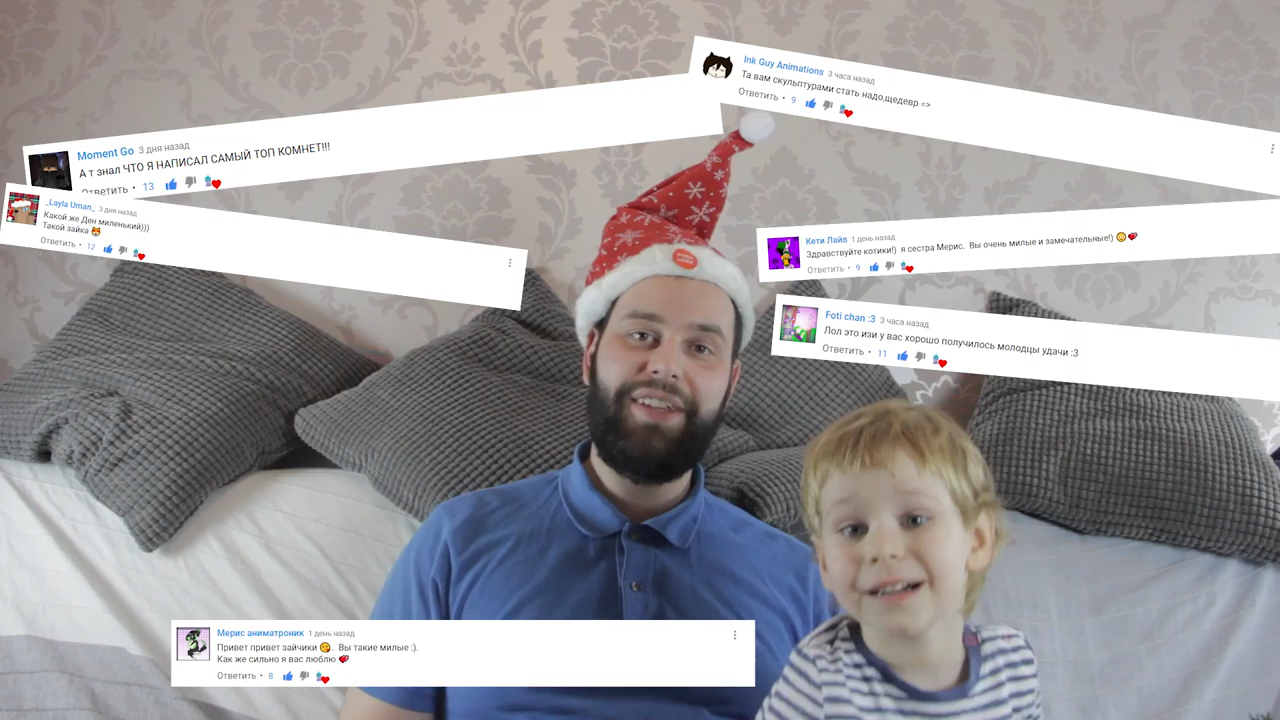 Ink Guy Animations 3 часа назад
Та вам скульптурами стать надо,щедевр =>
Ответить • 9
Moment Go 3 дня назад
А т знал ЧТО Я НАПИСАЛ САМЫЙ ТОП КОМНЕТ!!!
Ответить • 13
_Layla Uman_ 3 дня назад
Какой же Ден миленький)))
Такой зайка
Ответить • 12
Кети Лайв 1 день назад
Здравствуйте котики!) я сестра Мерис. Вы очень милые и замечательные!)
Ответить • 9
Foti chan :3 3 часа назад
Лол это изи у вас хорошо получилось молодцы удачи :3
Ответить • 11
Мерис аниматроник 1 день назад
Привет привет зайчики . Вы такие милые :).
Как же сильно я вас люблю
Ответить • 8